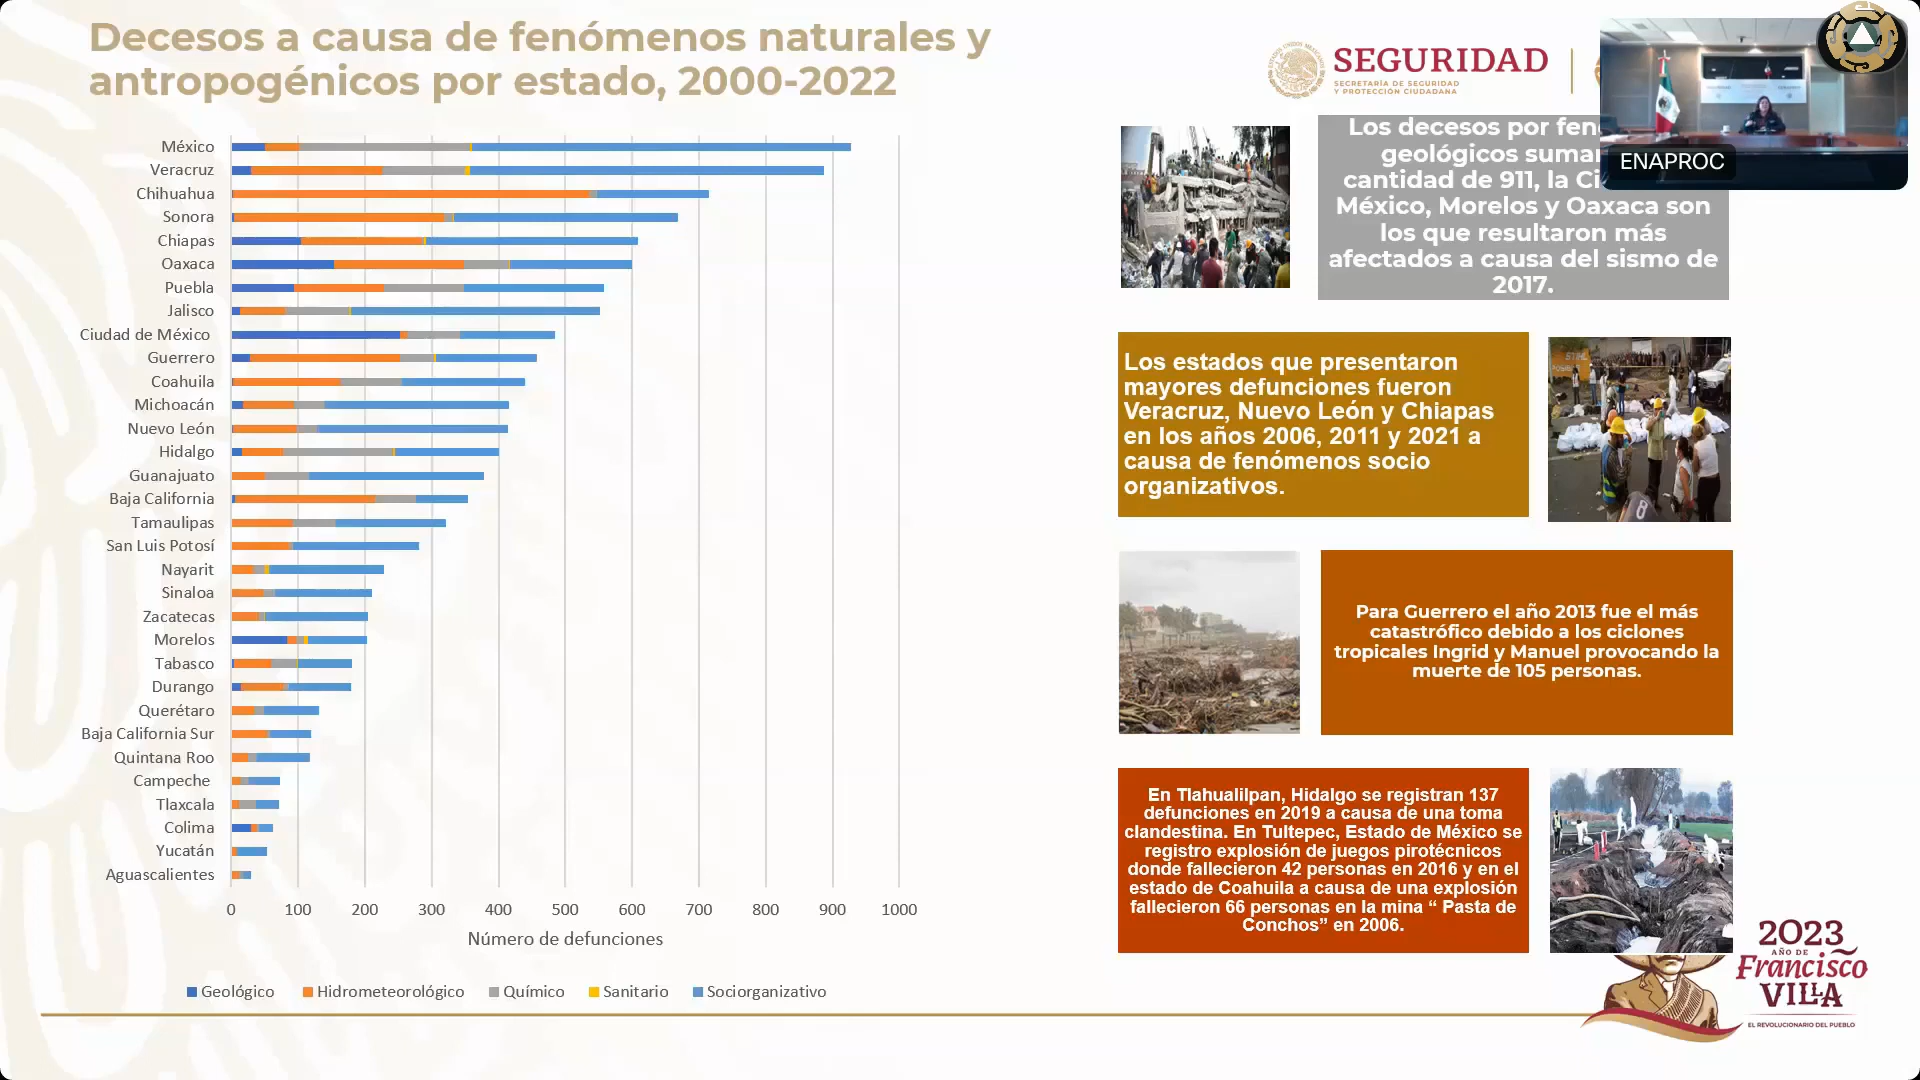 Decesos a causa de fenómenos naturales y
antropogénicos por estado, 2000-2022
SEGURIDAD
SECRETARÍA DE SEGURIDAD
Y PROTECCIÓN CIUDADANA
ENAPROC
México
Veracruz
Chihuahua
Sonora
Chiapas
Oaxaca
Puebla
Jalisco
Ciudad de México
Guerrero
Coahuila
Michoacán
Nuevo León
Hidalgo
Guanajuato
Baja California
Tamaulipas
San Luis Potosí
Nayarit
Sinaloa
Zacatecas
Morelos
Tabasco
Durango
Querétaro
Baja California Sur
Quintana Roo
Campeche
Tlaxcala
Colima
Yucatán
Aguascalientes
0 100 200 300 400 500 600 700 800 900 1000
Número de defunciones
Geológico Hidrometeorológico Químico Sanitario Sociorganizativo
Los decesos por
geológicos
cantidad de 911, la
México, Morelos y Oaxaca son
los que resultaron más
afectados a causa del sismo de
2017.
Los estados que presentaron
mayores defunciones fueron
Veracruz, Nuevo León y Chiapas
en los años 2006, 2011 y 2021 a
causa de fenómenos socio
organizativos.
Para Guerrero el año 2013 fue el más
catastrófico debido a los ciclones
tropicales Ingrid y Manuel provocando la
muerte de 105 personas.
En Tlahualilpan, Hidalgo se registran 137
defunciones en 2019 a causa de una toma
clandestina. En Tultepec, Estado de México se
registro explosión de juegos pirotécnicos
donde fallecieron 42 personas en 2016 y en el
estado de Coahuila a causa de una explosión
fallecieron 66 personas en la mina “ Pasta de
Conchos” en 2006.
2023
AÑO DE
Francisco
VILLA
EL REVOLUCIONARIO DEL PUEBLO